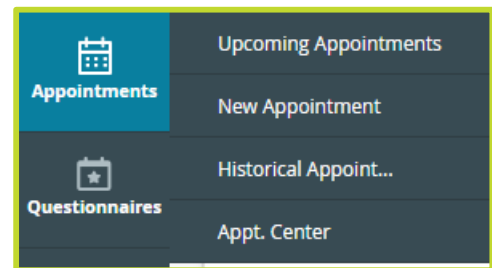 Appointments
Questionnaires
Upcoming Appointments
New Appointment
Historical Appoint...
Appt. Center